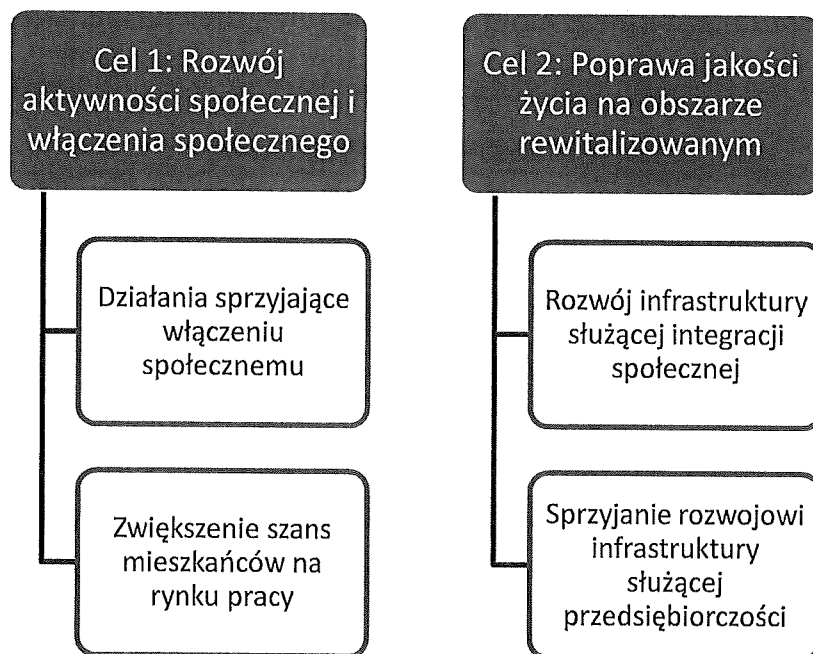 Cel 1: Rozwój
aktywności społecznej i
włączenia społecznego
Działania sprzyjające
włączeniu
społecznemu
Zwiększenie szans
mieszkańców na
rynku pracy
Cel 2: Poprawa jakości
życia na obszarze
rewitalizowanym
Rozwój infrastruktury
służącej integracji
społecznej
Sprzyjanie rozwojowi
infrastruktury
służącej
przedsiębiorczości